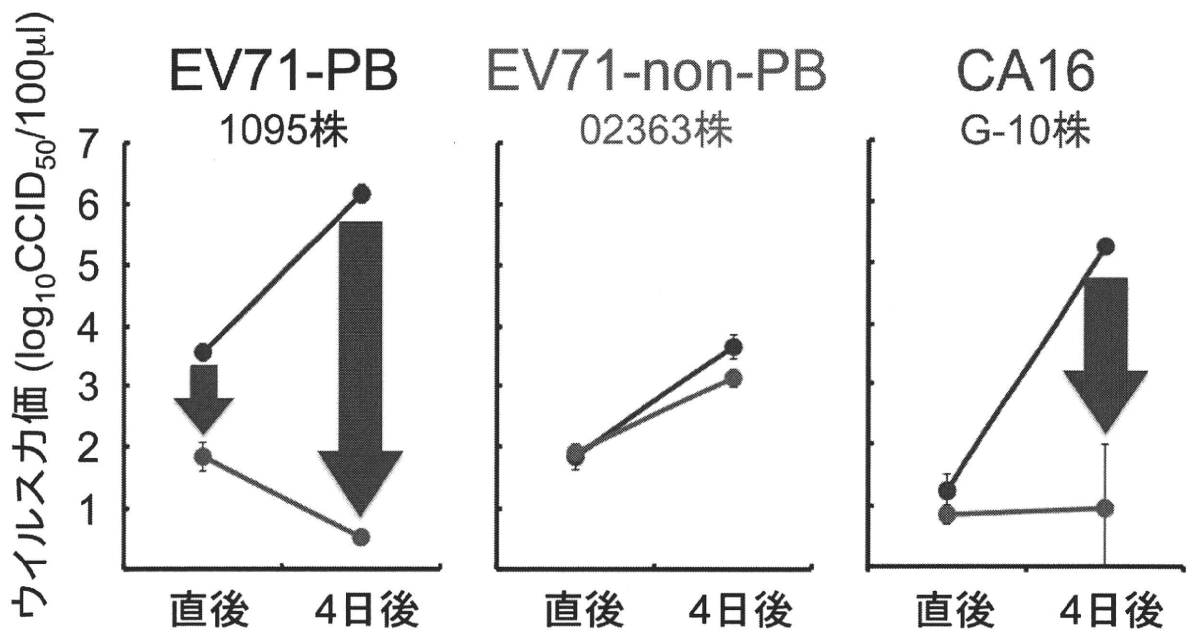 ウイルス力価 (log10CCID50/100μl)
EV71-PB
1095株
EV71-non-PB
02363株
CA16
G-10株
7
6
5
4
3
2
1
直後
4日後
直後
4日後
直後
4日後